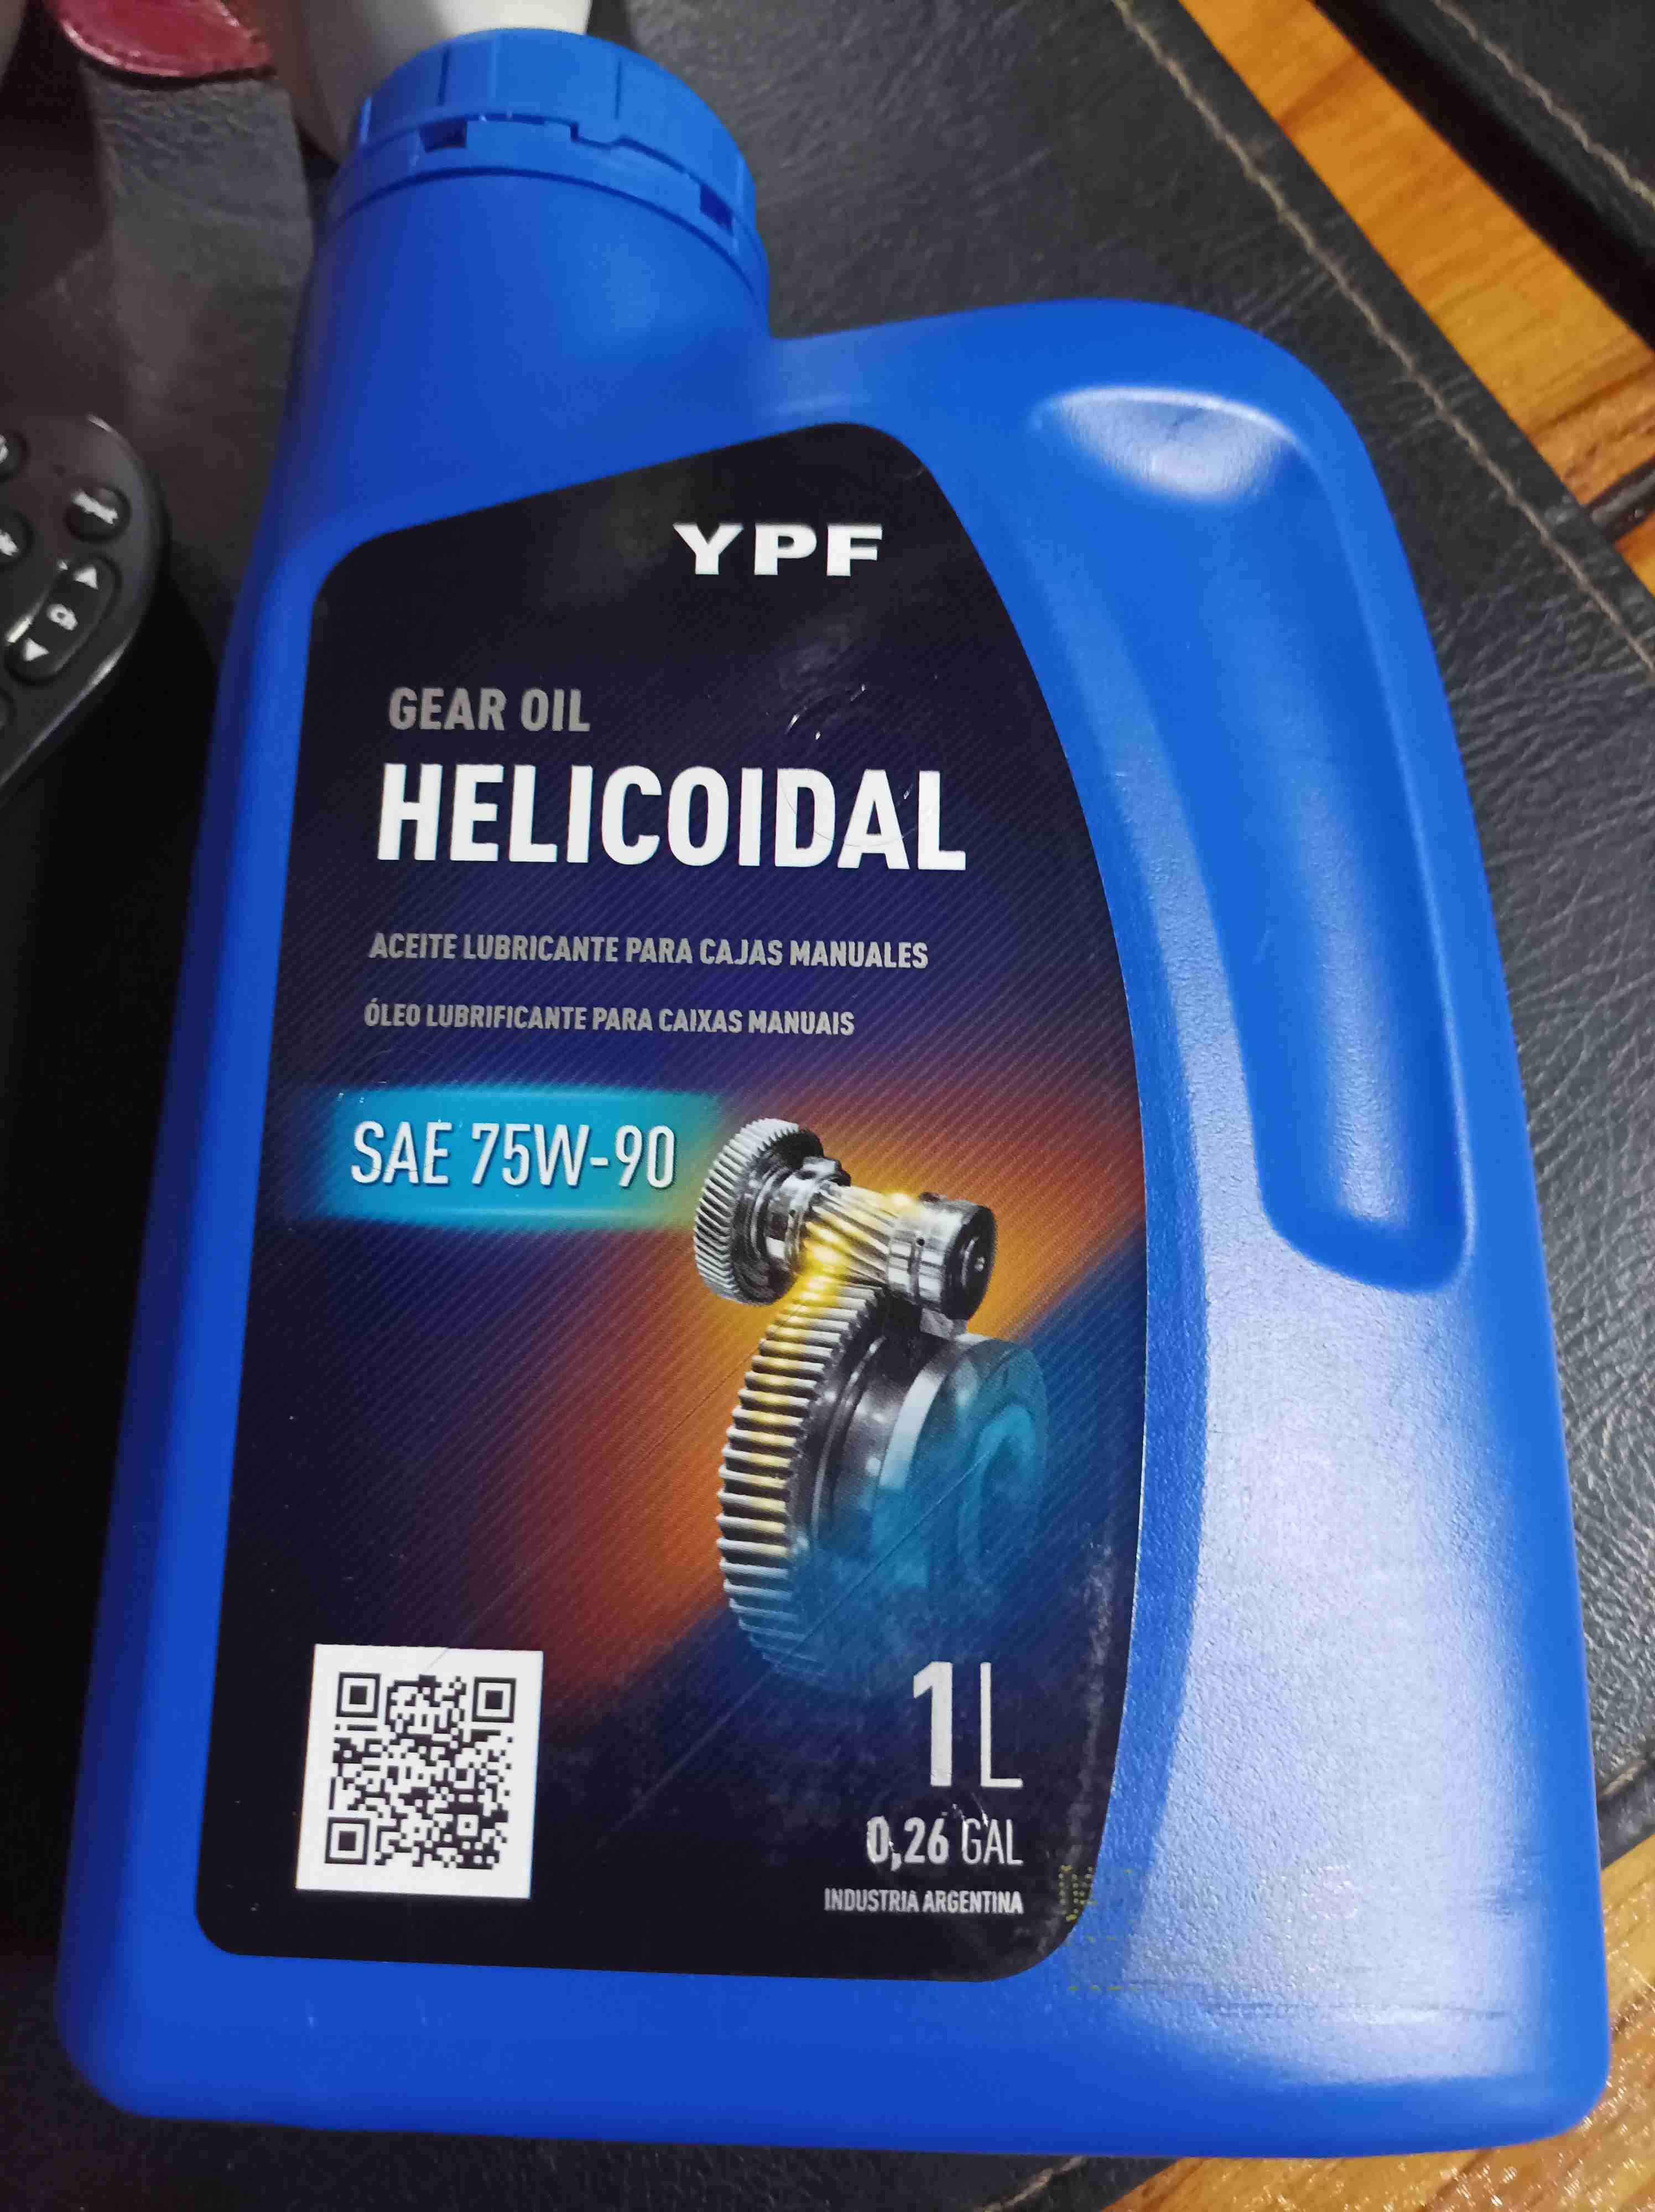 YPF
GEAR OIL
HELICOIDAL
ACEITE LUBRICANTE PARA CAJAS MANUALES
ÓLEO LUBRIFICANTE PARA CAIXAS MANUAIS
SAE 75W-90
1L
0,26 GAL
INDUSTRIA ARGENTINA